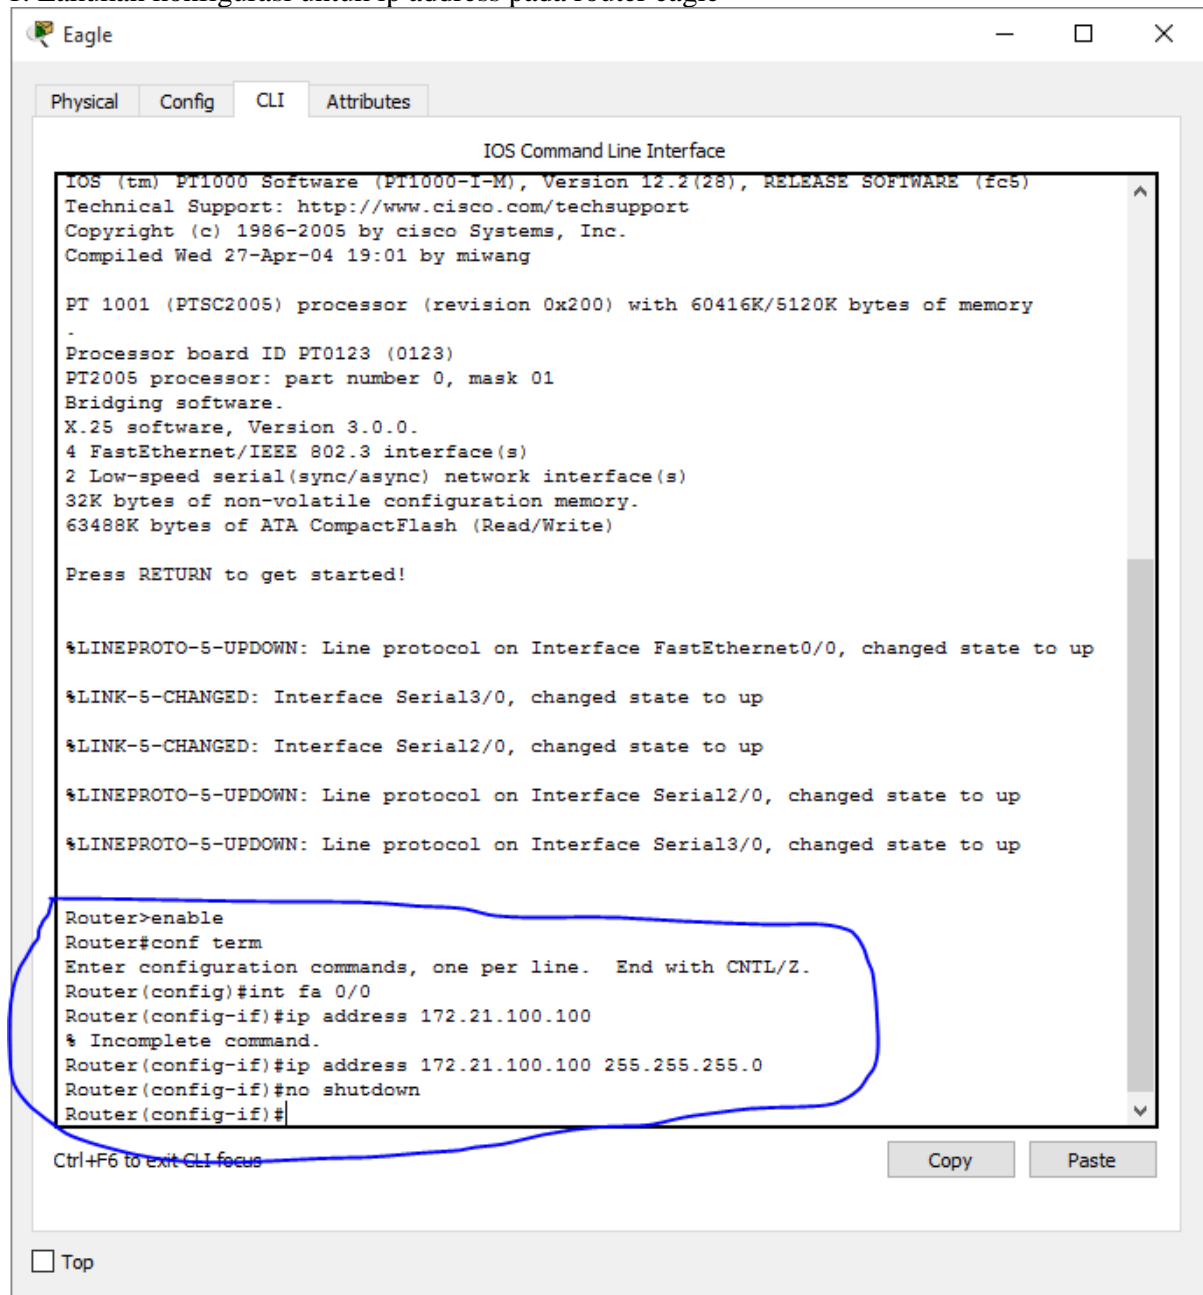 1. Lakukan konfigurasi untuk ip address pada router eagle
Eagle
Physical Config CLI Attributes
IOS Command Line Interface
IOS (tm) PT1000 Software (PT1000-I-M), Version 12.2(28), RELEASE SOFTWARE (fc5)
Technical Support: http://www.cisco.com/techsupport
Copyright (c) 1986-2005 by cisco Systems, Inc.
Compiled Wed 27-Apr-04 19:01 by miwang
PT 1001 (PTSC2005) processor (revision 0x200) with 60416K/5120K bytes of memory
.
Processor board ID PT0123 (0123)
PT2005 processor: part number 0, mask 01
Bridging software.
X.25 software, Version 3.0.0.
4 FastEthernet/IEEE 802.3 interface(s)
2 Low-speed serial(sync/async) network interface(s)
32K bytes of non-volatile configuration memory.
63488K bytes of ATA CompactFlash (Read/Write)
Press RETURN to get started!
%LINEPROTO-5-UPDOWN: Line protocol on Interface FastEthernet0/0, changed state to up
%LINK-5-CHANGED: Interface Serial3/0, changed state to up
%LINK-5-CHANGED: Interface Serial2/0, changed state to up
%LINEPROTO-5-UPDOWN: Line protocol on Interface Serial2/0, changed state to up
%LINEPROTO-5-UPDOWN: Line protocol on Interface Serial3/0, changed state to up
Router>enable
Router#conf term
Enter configuration commands, one per line.  End with CNTL/Z.
Router(config)#int fa 0/0
Router(config-if)#ip address 172.21.100.100
% Incomplete command.
Router(config-if)#ip address 172.21.100.100 255.255.255.0
Router(config-if)#no shutdown
Router(config-if)#
Ctrl+F6 to exit CLI focus
Copy Paste
Top